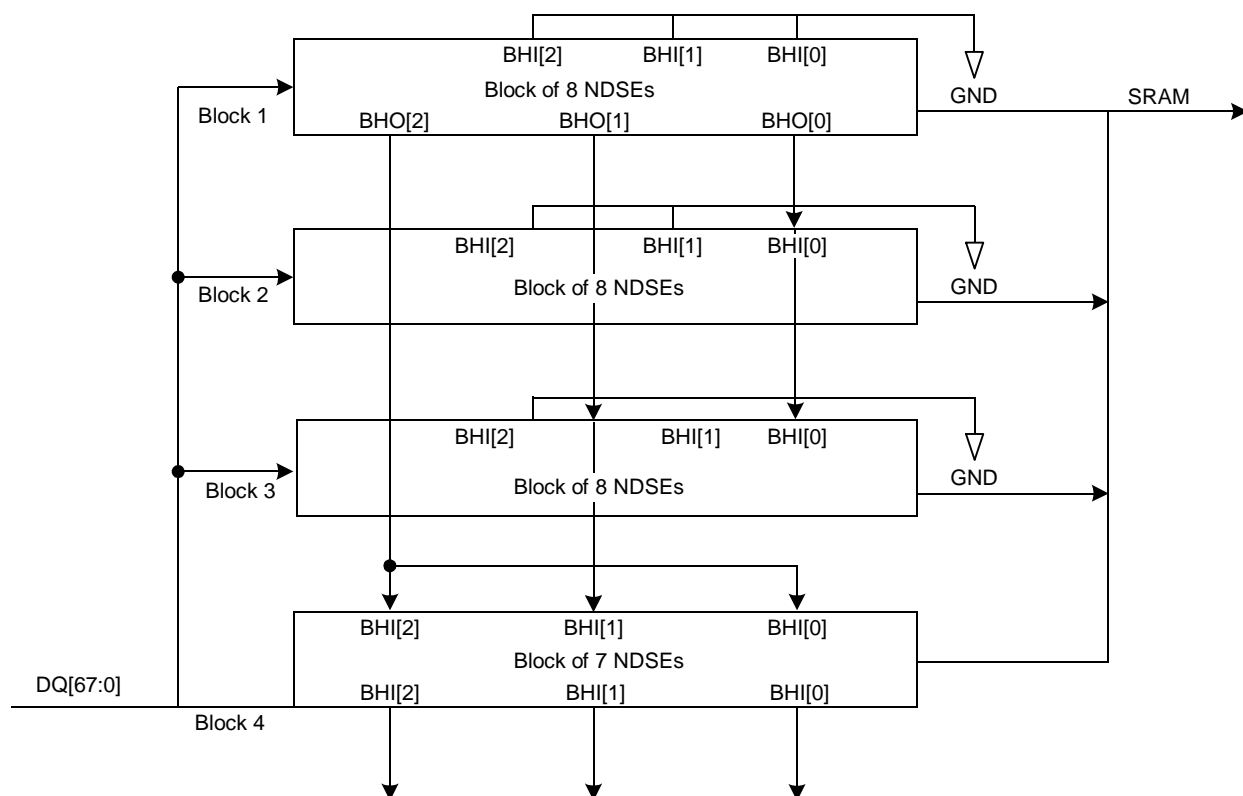 BHI[2] BHI[1] BHI[0]
Block of 8 NDSEs
GND
SRAM
Block 1
BHO[2] BHO[1] BHO[0]
BHI[2] BHI[1] BHI[0]
Block 2
Block of 8 NDSEs
GND
BHI[2] BHI[1] BHI[0]
Block 3
Block of 8 NDSEs
GND
BHI[2] BHI[1] BHI[0]
Block of 7 NDSEs
DQ[67:0]
BHI[2] BHI[1] BHI[0]
Block 4